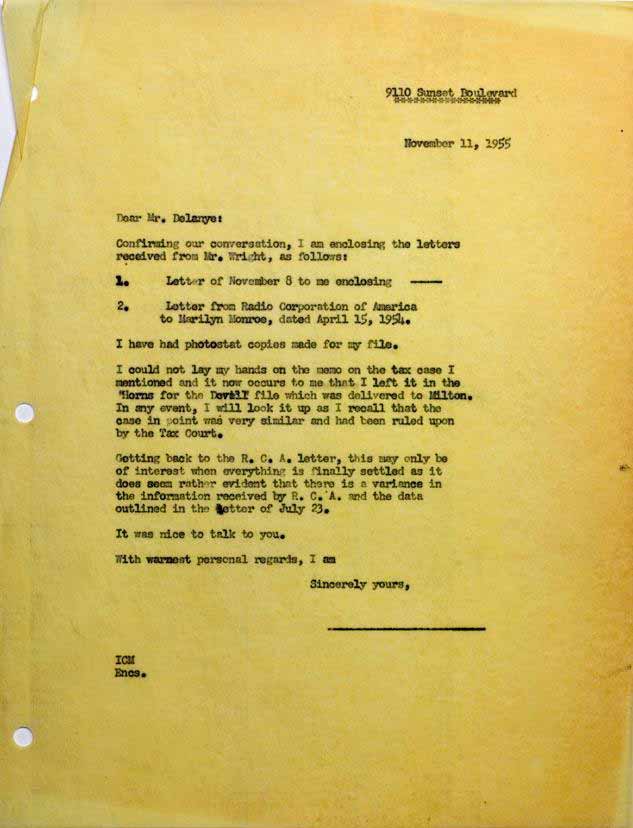 9110 Sunset Boulevard
********************
November 11, 1955
Dear Mr. Delanye:
Confirming our conversation, I am enclosing the letters
received from Mr. Wright, as follows:
1. Letter of November 8 to me enclosing ——
2. Letter from Radio Corporation of America
to Marilyn Monroe, dated April 15, 1954.
I have had photostat copies made for my file.
I could not lay my hands on the memo on the tax case I
mentioned and it now occurs to me that I left it in the
"Horns for the Devil" file which was delivered to Milton.
In any event, I will look it up as I recall that the
case in point was very similar and had been ruled upon
by the Tax Court.
Getting back to the R. C. A. letter, this may only be
of interest when everything is finally settled as it
does seem rather evident that there is a variance in
the information received by R. C. A. and the data
outlined in the letter of July 23.
It was nice to talk to you.
With warmest personal regards, I am
Sincerely yours,
ICM
Encs.